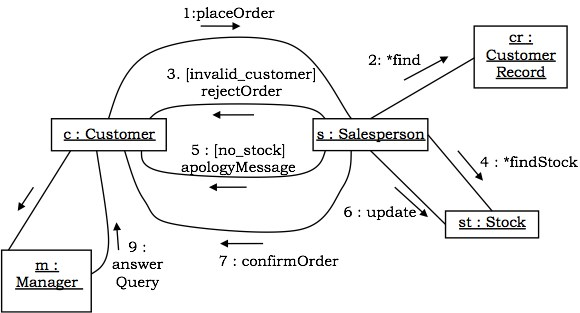 1:placeOrder
cr :
Customer
Record
2: *find
3. [invalid_customer]
rejectOrder
c : Customer
s : Salesperson
5 : [no_stock]
apologyMessage
4 : *findStock
6 : update
st : Stock
7 : confirmOrder
9 :
answer
Query
m :
Manager